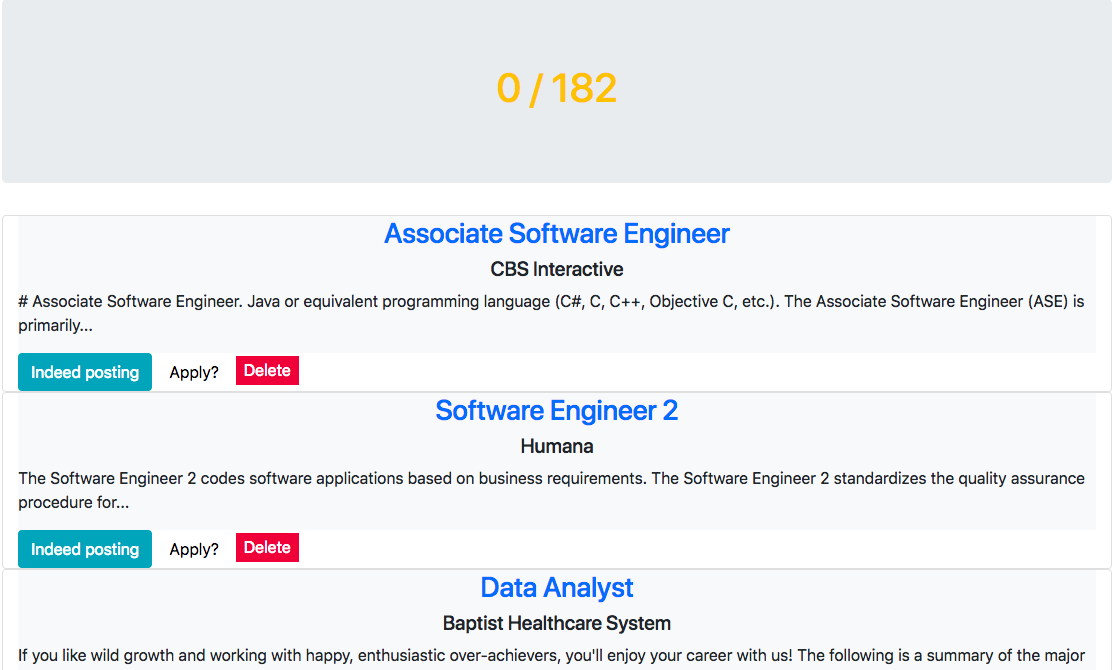 0 / 182
Associate Software Engineer
CBS Interactive
# Associate Software Engineer. Java or equivalent programming language (C#, C, C++, Objective C, etc.). The Associate Software Engineer (ASE) is
primarily...
Indeed posting Apply? Delete
Software Engineer 2
Humana
The Software Engineer 2 codes software applications based on business requirements. The Software Engineer 2 standardizes the quality assurance
procedure for...
Indeed posting Apply? Delete
Data Analyst
Baptist Healthcare System
If you like wild growth and working with happy, enthusiastic over-achievers, you'll enjoy your career with us! The following is a summary of the major